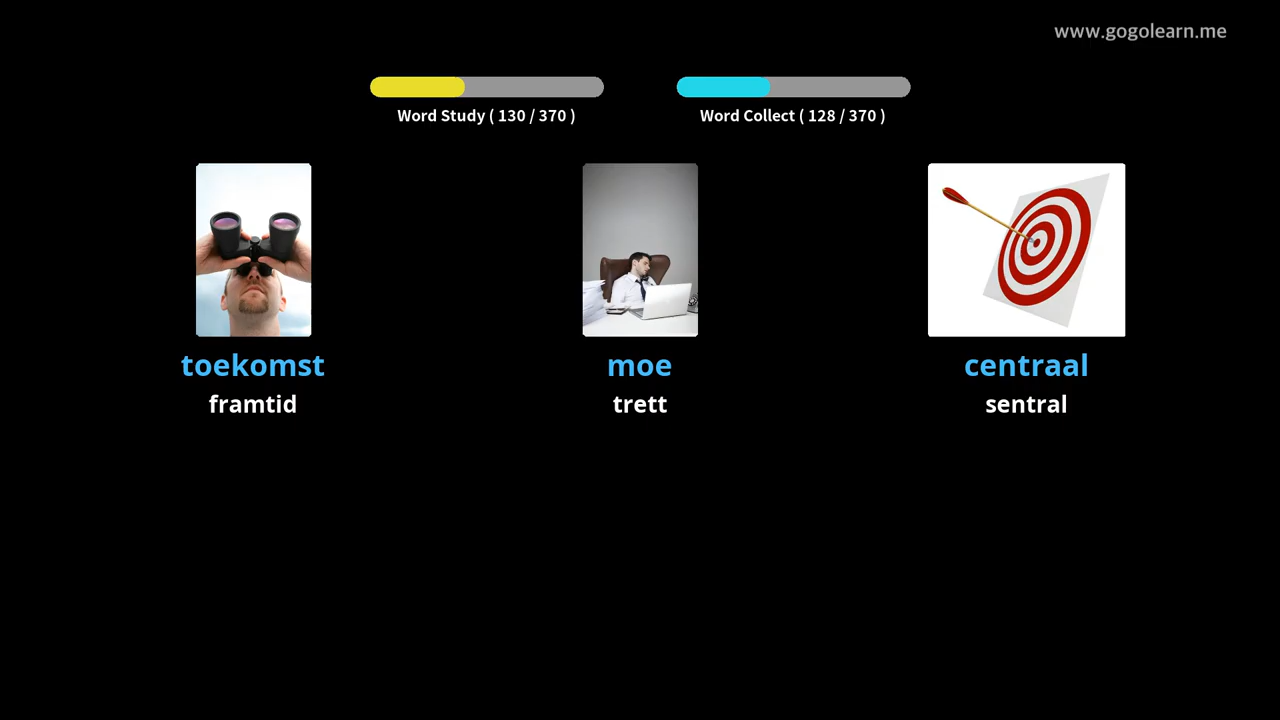 www.gogolearn.me
Word Study ( 130 / 370 )
Word Collect ( 128 / 370 )
toekomst
framtid
moe
trett
centraal
sentral